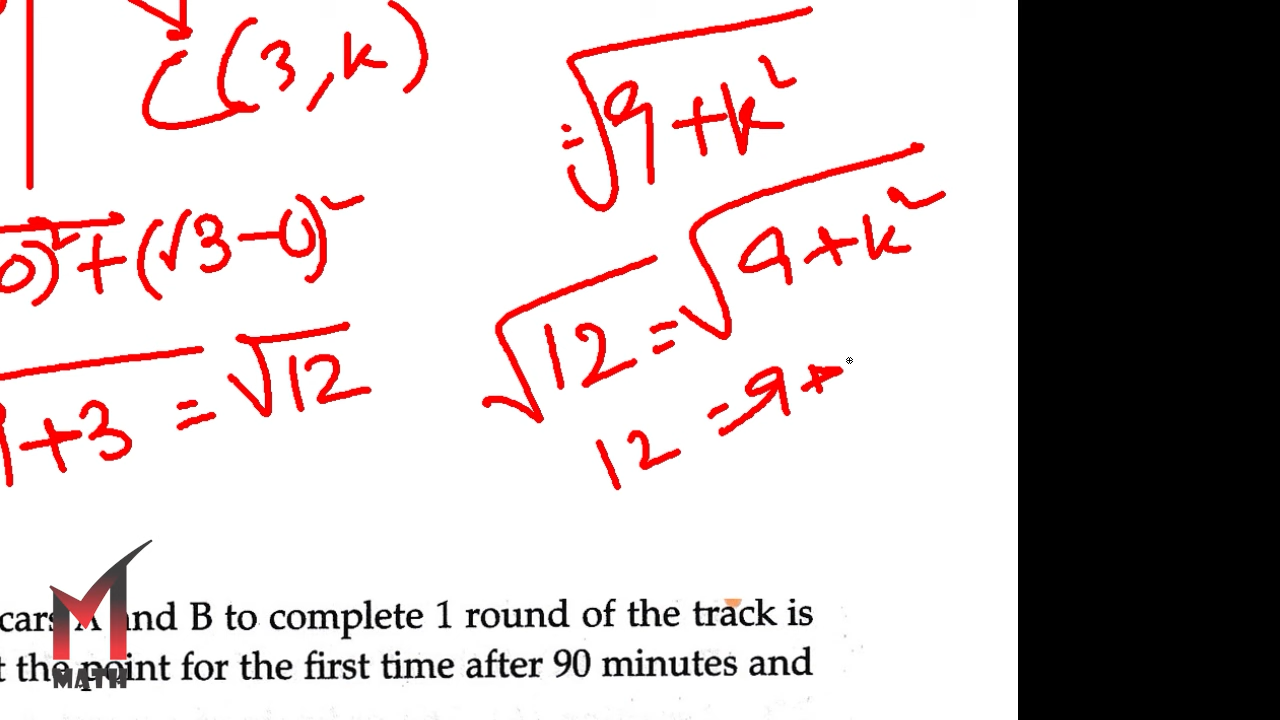 (3, k)
=√9+k²
0)²+(√3-0)²
√12 = √9+k²
9+3 = √12
12 = 9+
cars A and B to complete 1 round of the track is
t the point for the first time after 90 minutes and
MATH